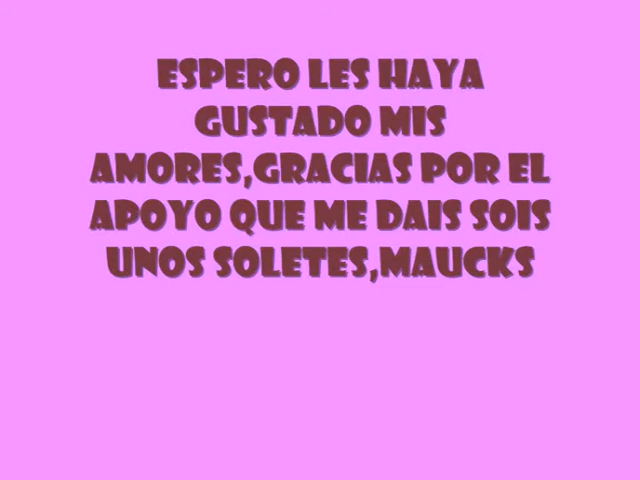 ESPERO LES HAYA
GUSTADO MIS
AMORES,GRACIAS POR EL
APOYO QUE ME DAIS SOIS
UNOS SOLETES,MAUCKS